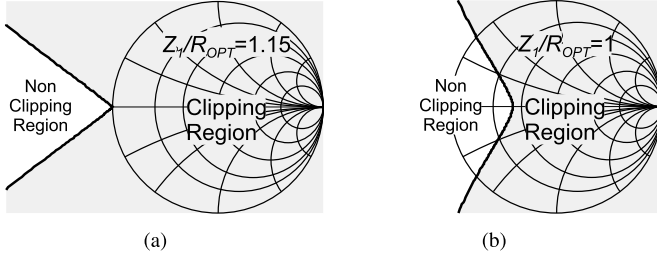 Z1/ROPT=1.15
Non
Clipping
Region
Clipping
Region
(a)
Z1/ROPT=1
Non
Clipping
Region
Clipping
Region
(b)